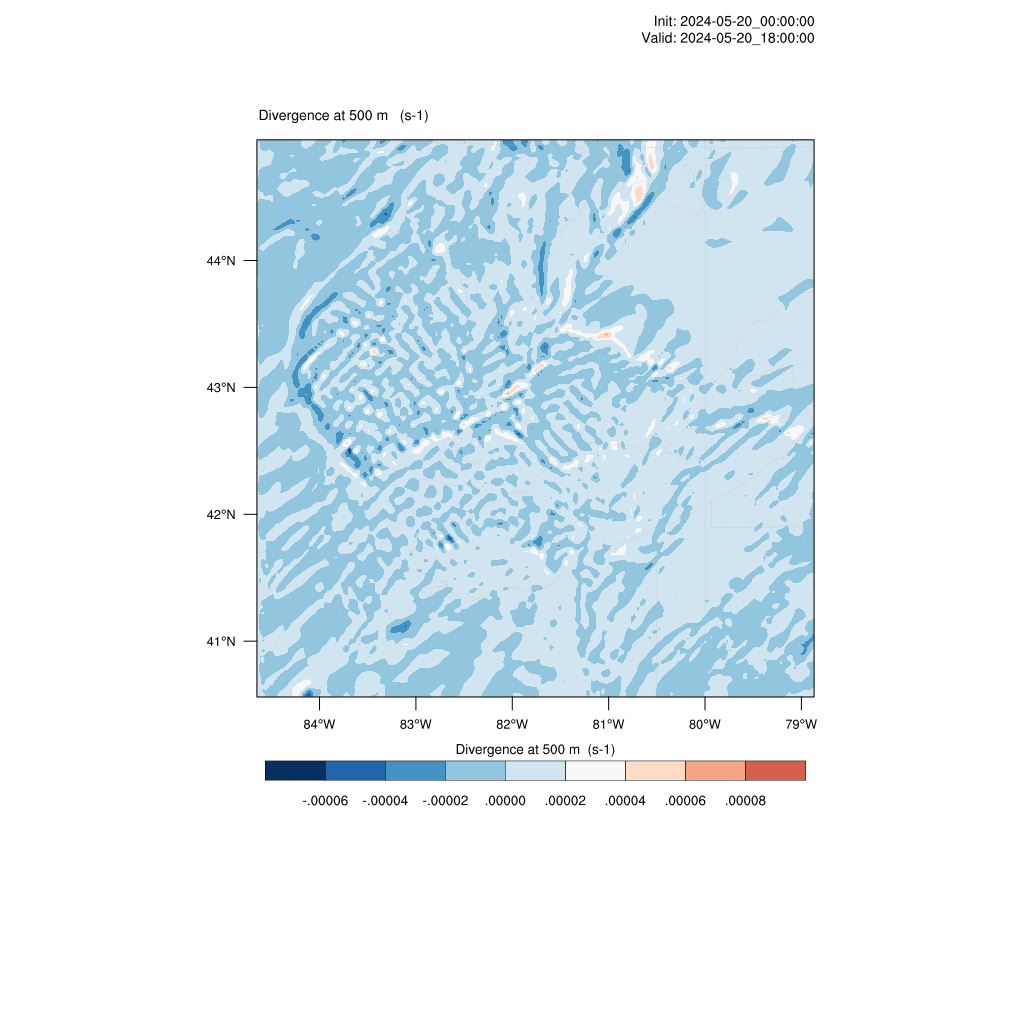 Init: 2024-05-20_00:00:00
Valid: 2024-05-20_18:00:00
Divergence at 500 m (s-1)
44°N
43°N
42°N
41°N
84°W 83°W 82°W 81°W 80°W 79°W
Divergence at 500 m (s-1)
-.00006 -.00004 -.00002 .00000 .00002 .00004 .00006 .00008